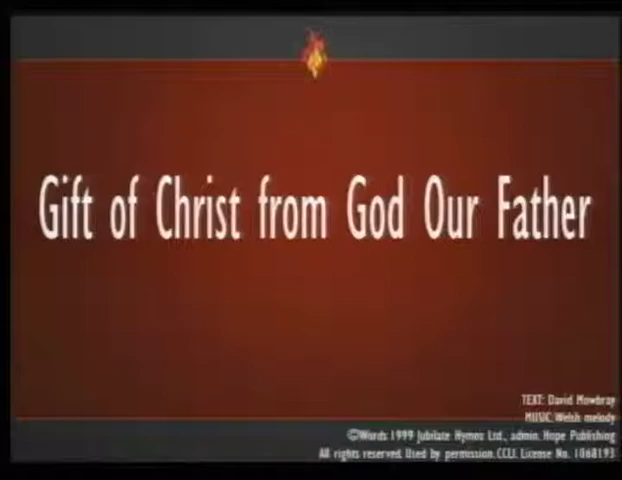 Gift of Christ from God Our Father
TEXT: David Mowbray
MUSIC: Welsh melody
©Words 1999 Jubilate Hymns Ltd., admin. Hope Publishing
All rights reserved. Used by permission. CCLI License No. 1068193